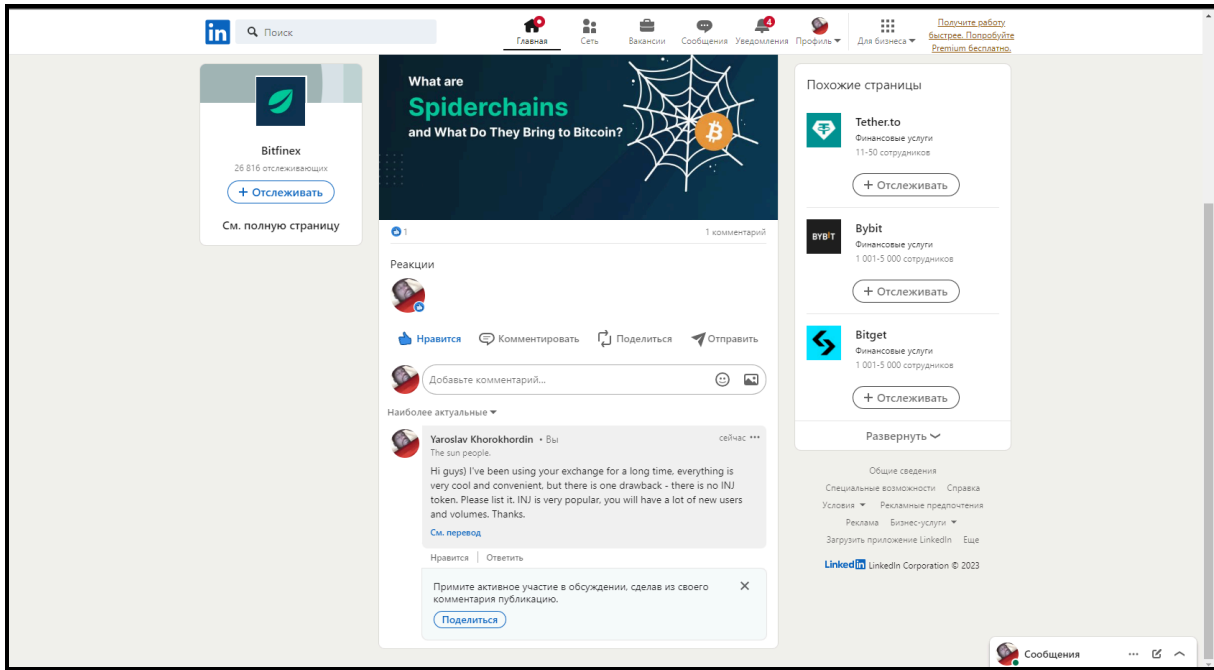 in
Поиск
Главная
Сеть
Вакансии
Сообщения
4
Уведомления
Профиль
Для бизнеса
Получите работу
быстрее. Попробуйте
Premium бесплатно.
Bitfinex
26 816 отслеживающих
+ Отслеживать
См. полную страницу
What are
Spiderchains
and What Do They Bring to Bitcoin?
1
1 комментарий
Реакции
Нравится
Комментировать
Поделиться
Отправить
Добавьте комментарий...
Наиболее актуальные
Yaroslav Khorokhordin • Вы
сейчас
The sun people.
Hi guys) I've been using your exchange for a long time, everything is
very cool and convenient, but there is one drawback - there is no INJ
token. Please list it. INJ is very popular, you will have a lot of new users
and volumes. Thanks.
См. перевод
Нравится | Ответить
Примите активное участие в обсуждении, сделав из своего
комментария публикацию.
Поделиться
Похожие страницы
Tether.to
Финансовые услуги
11-50 сотрудников
+ Отслеживать
BYBIT
Bybit
Финансовые услуги
1 001-5 000 сотрудников
+ Отслеживать
Bitget
Финансовые услуги
1 001-5 000 сотрудников
+ Отслеживать
Развернуть
Общие сведения
Специальные возможности Справка
Условия Рекламные предпочтения
Реклама Бизнес-услуги
Загрузить приложение LinkedIn Еще
Linkedin LinkedIn Corporation © 2023
Сообщения